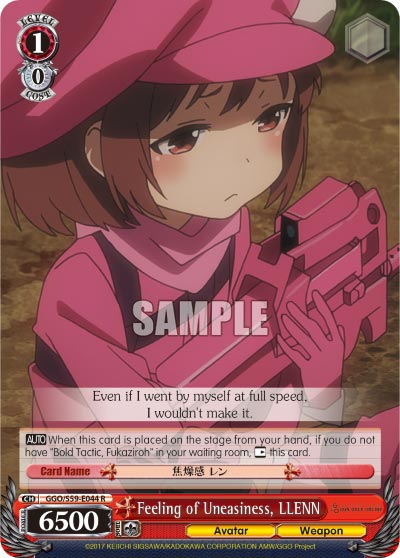 LEVEL
1
0
COST
SAMPLE
Even if I went by myself at full speed,
I wouldn't make it.
AUTO When this card is placed on the stage from your hand, if you do not
have "Bold Tactic, Fukaziroh" in your waiting room, this card.
Card Name 焦燥感 レン
CH GGO/S59-E044 R
6500
Feeling of Uneasiness, LLENN
Avatar Weapon
©2017 KEIICHI SIGSAWA/KADOKAWA CORPORATION AMW/GGO Project